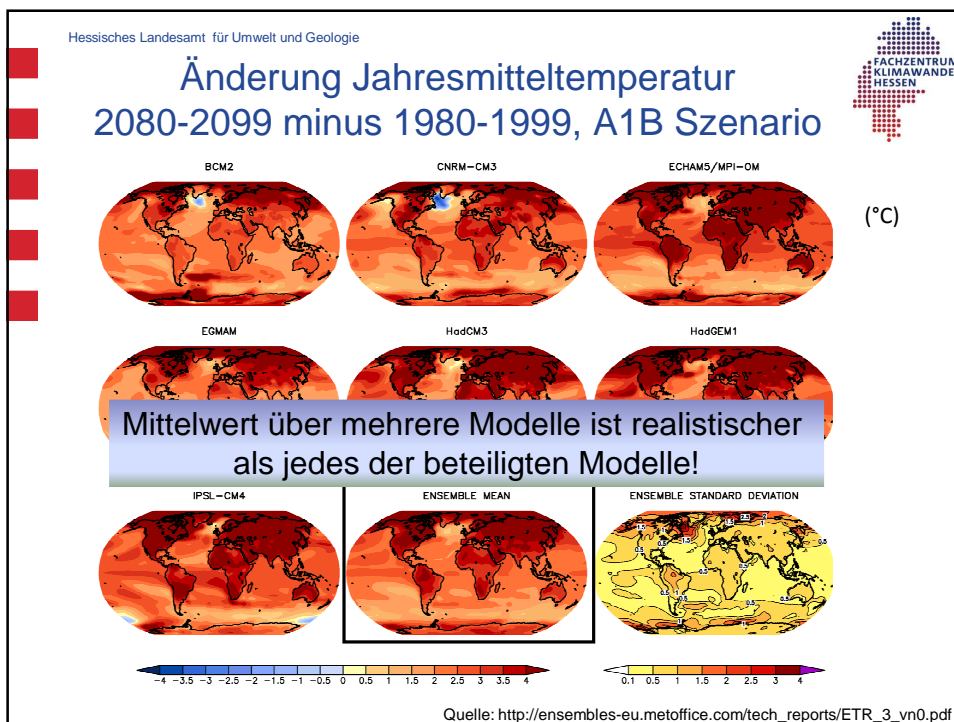 Hessisches Landesamt für Umwelt und Geologie
FACHZENTRUM
KLIMAWANDEL
HESSEN
Änderung Jahresmitteltemperatur
2080-2099 minus 1980-1999, A1B Szenario
BCM2 CNRM-CM3 ECHAM5/MPI-OM
(°C)
EGMAM HadCM3 HadGEM1
Mittelwert über mehrere Modelle ist realistischer
als jedes der beteiligten Modelle!
IPSL-CM4 ENSEMBLE MEAN ENSEMBLE STANDARD DEVIATION
-4 -3.5 -3 -2.5 -2 -1.5 -1 -0.5 0 0.5 1 1.5 2 2.5 3 3.5 4
0.1 0.5 1 1.5 2 2.5 3 4
Quelle: http://ensembles-eu.metoffice.com/tech_reports/ETR_3_vn0.pdf